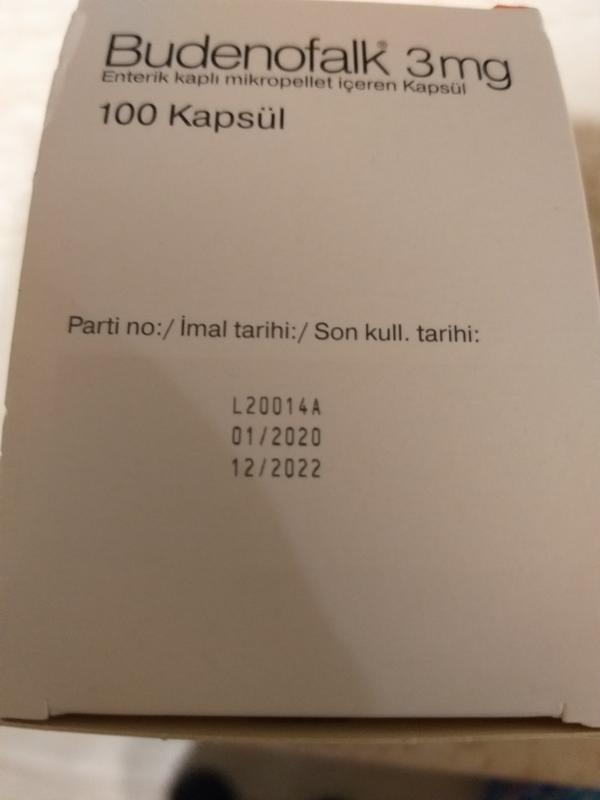 Budenofalk® 3mg
Enterik kaplı mikropellet içeren Kapsül
100 Kapsül
Parti no:/ İmal tarihi:/ Son kull. tarihi:
L20014A
01/2020
12/2022